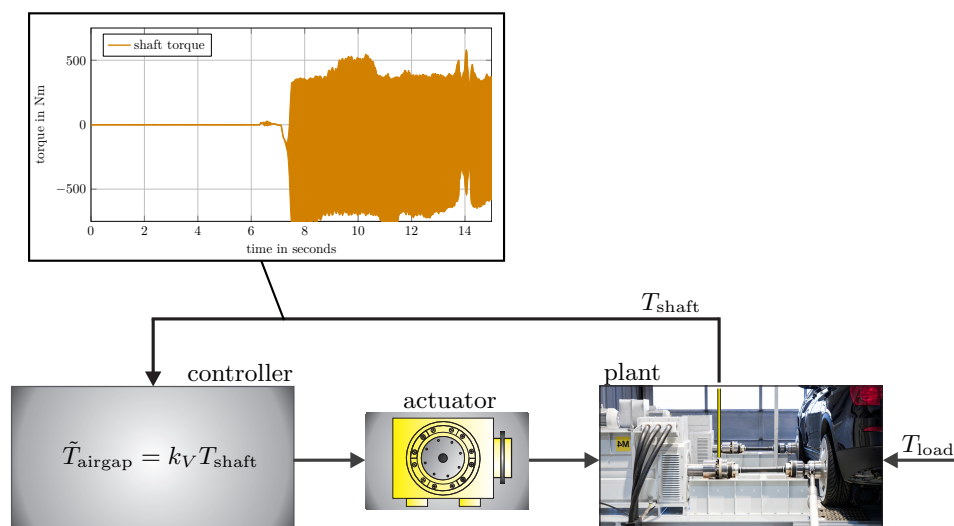 shaft torque
torque in Nm
500
0
−500
0 2 4 6 8 10 12 14
time in seconds
T_shaft
controller
plant
actuator
T̃_airgap = k_V T_shaft
T_load